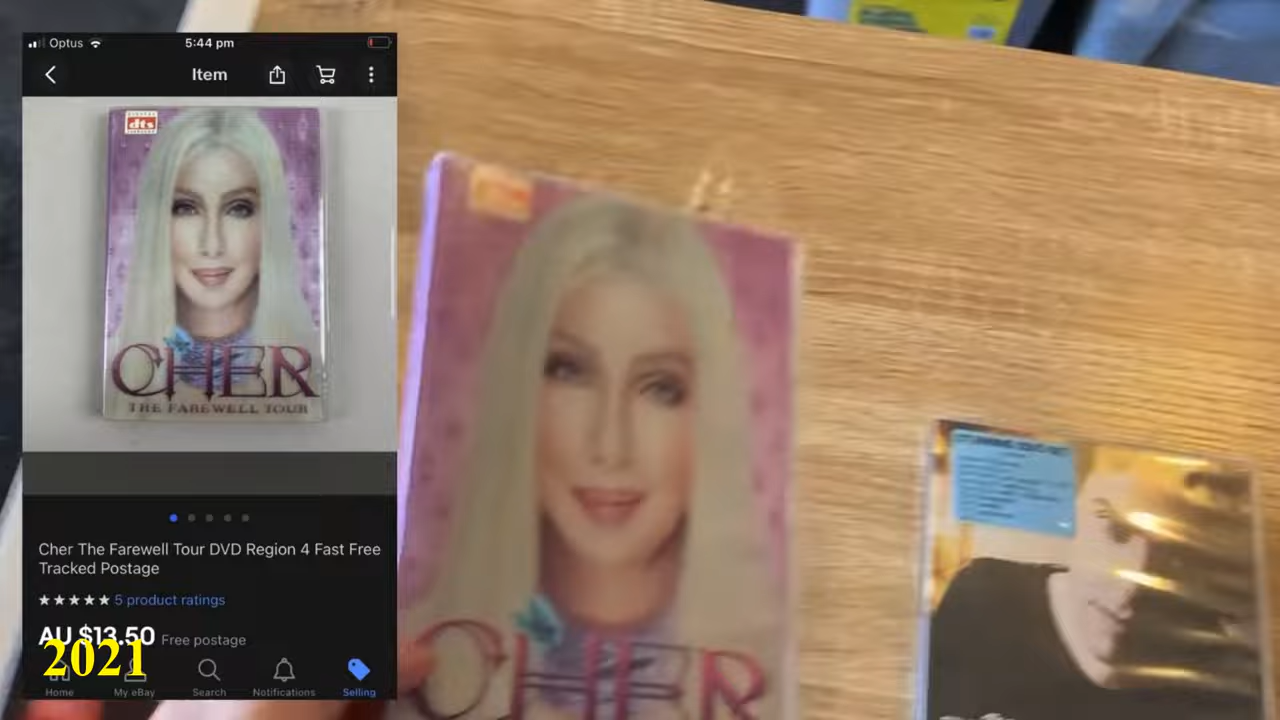 Optus
5:44 pm
Item
dts
CHER
THE FAREWELL TOUR
Cher The Farewell Tour DVD Region 4 Fast Free
Tracked Postage
5 product ratings
AU $13.50 Free postage
2021
Home
My eBay
Search
Notifications
Selling
CHER